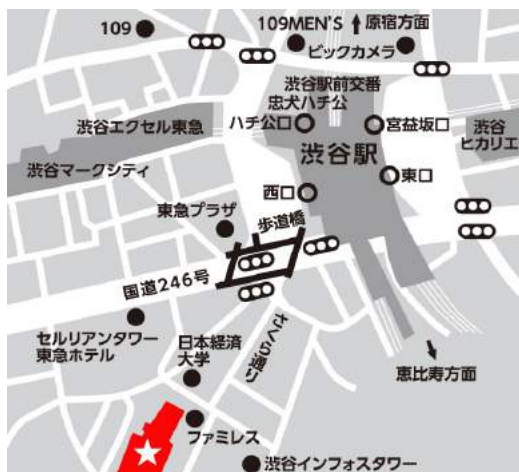 109MEN'S
原宿方面
109
ビックカメラ
渋谷駅前交番
忠犬ハチ公
渋谷エクセル東急
ハチ公口
宮益坂口
渋谷
ヒカリエ
渋谷駅
渋谷マークシティ
東口
西口
東急プラザ
歩道橋
国道246号
セルリアンタワー
東急ホテル
日本経済
大学
さくら通り
恵比寿方面
ファミレス
渋谷インフォスタワー